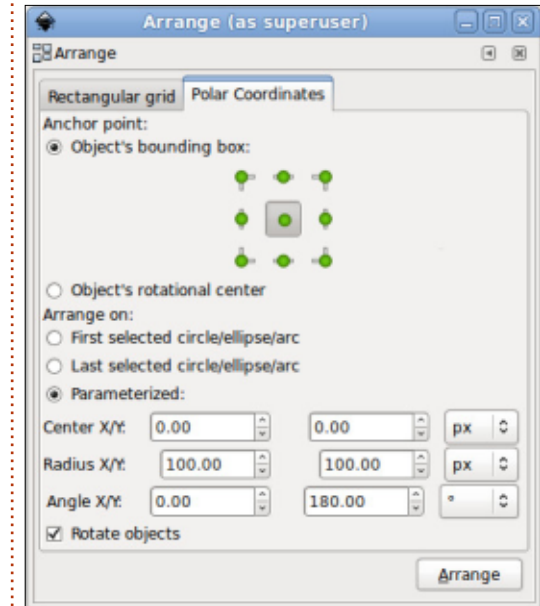 Arrange (as superuser)
Arrange
Rectangular grid Polar Coordinates
Anchor point:
Object's bounding box:
Object's rotational center
Arrange on:
First selected circle/ellipse/arc
Last selected circle/ellipse/arc
Parameterized:
Center X/Y: 0.00 0.00 px
Radius X/Y: 100.00 100.00 px
Angle X/Y: 0.00 180.00 °
Rotate objects
Arrange